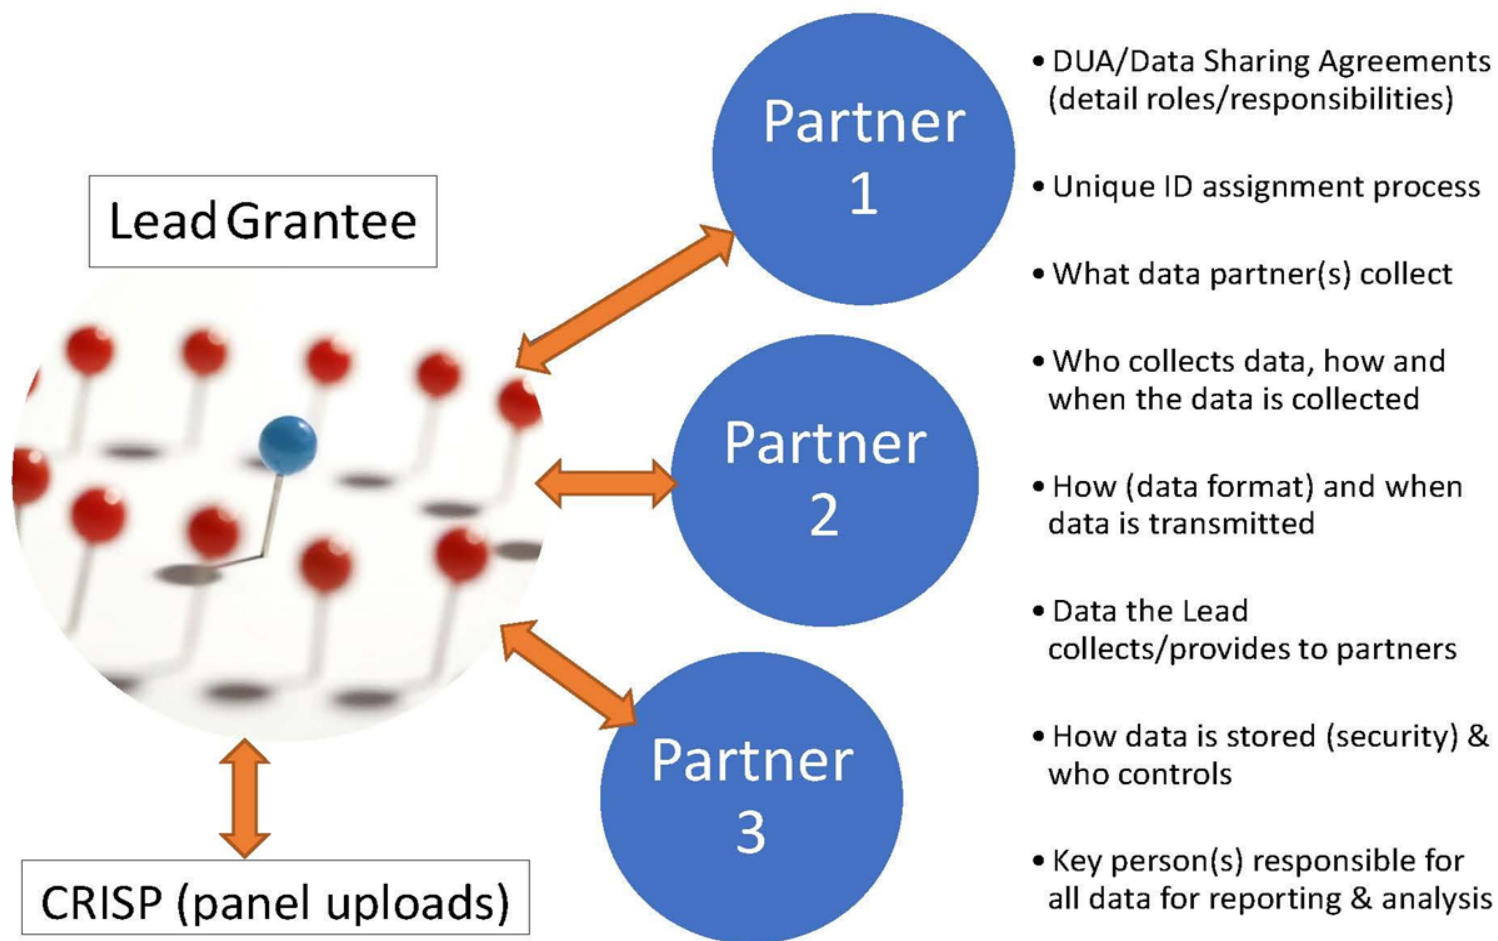 Lead Grantee
CRISP (panel uploads)
Partner
1
Partner
2
Partner
3
• DUA/Data Sharing Agreements
(detail roles/responsibilities)
• Unique ID assignment process
• What data partner(s) collect
• Who collects data, how and
when the data is collected
• How (data format) and when
data is transmitted
• Data the Lead
collects/provides to partners
• How data is stored (security) &
who controls
• Key person(s) responsible for
all data for reporting & analysis